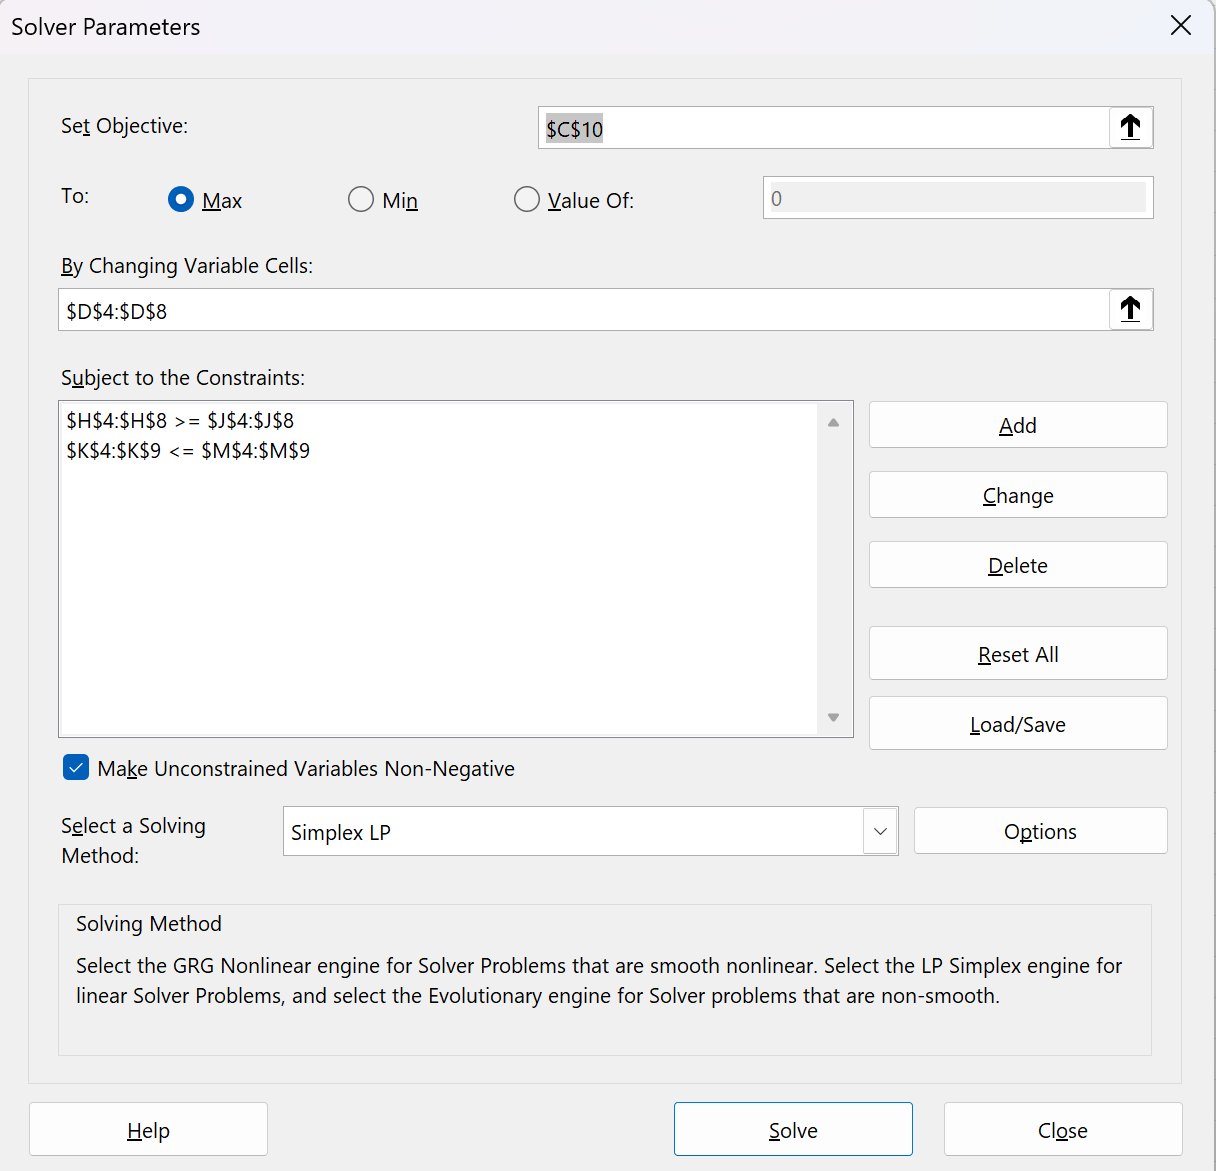 Solver Parameters
Set Objective:
$C$10
To:
Max
Min
Value Of:
0
By Changing Variable Cells:
$D$4:$D$8
Subject to the Constraints:
$H$4:$H$8 >= $J$4:$J$8
$K$4:$K$9 <= $M$4:$M$9
Add
Change
Delete
Reset All
Load/Save
Make Unconstrained Variables Non-Negative
Select a Solving
Method:
Simplex LP
Options
Solving Method
Select the GRG Nonlinear engine for Solver Problems that are smooth nonlinear. Select the LP Simplex engine for
linear Solver Problems, and select the Evolutionary engine for Solver problems that are non-smooth.
Help
Solve
Close